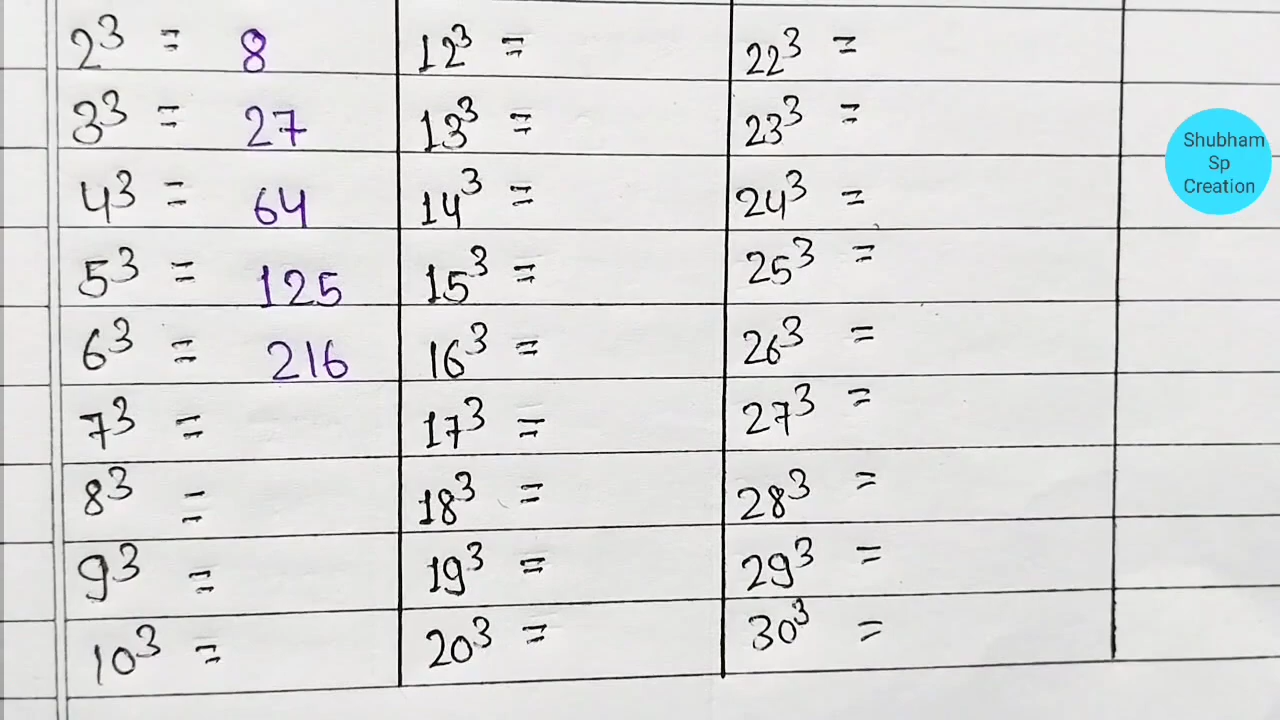 2³ = 8 12³ = 22³ =
3³ = 27 13³ = 23³ =
4³ = 64 14³ = 24³ =
5³ = 125 15³ = 25³ =
6³ = 216 16³ = 26³ =
7³ = 17³ = 27³ =
8³ = 18³ = 28³ =
9³ = 19³ = 29³ =
10³ = 20³ = 30³ =
Shubham
Sp
Creation